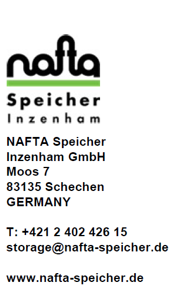 nafta
Speicher
Inzenham
NAFTA Speicher
Inzenham GmbH
Moos 7
83135 Schechen
GERMANY
T: +421 2 402 426 15
storage@nafta-speicher.de
www.nafta-speicher.de